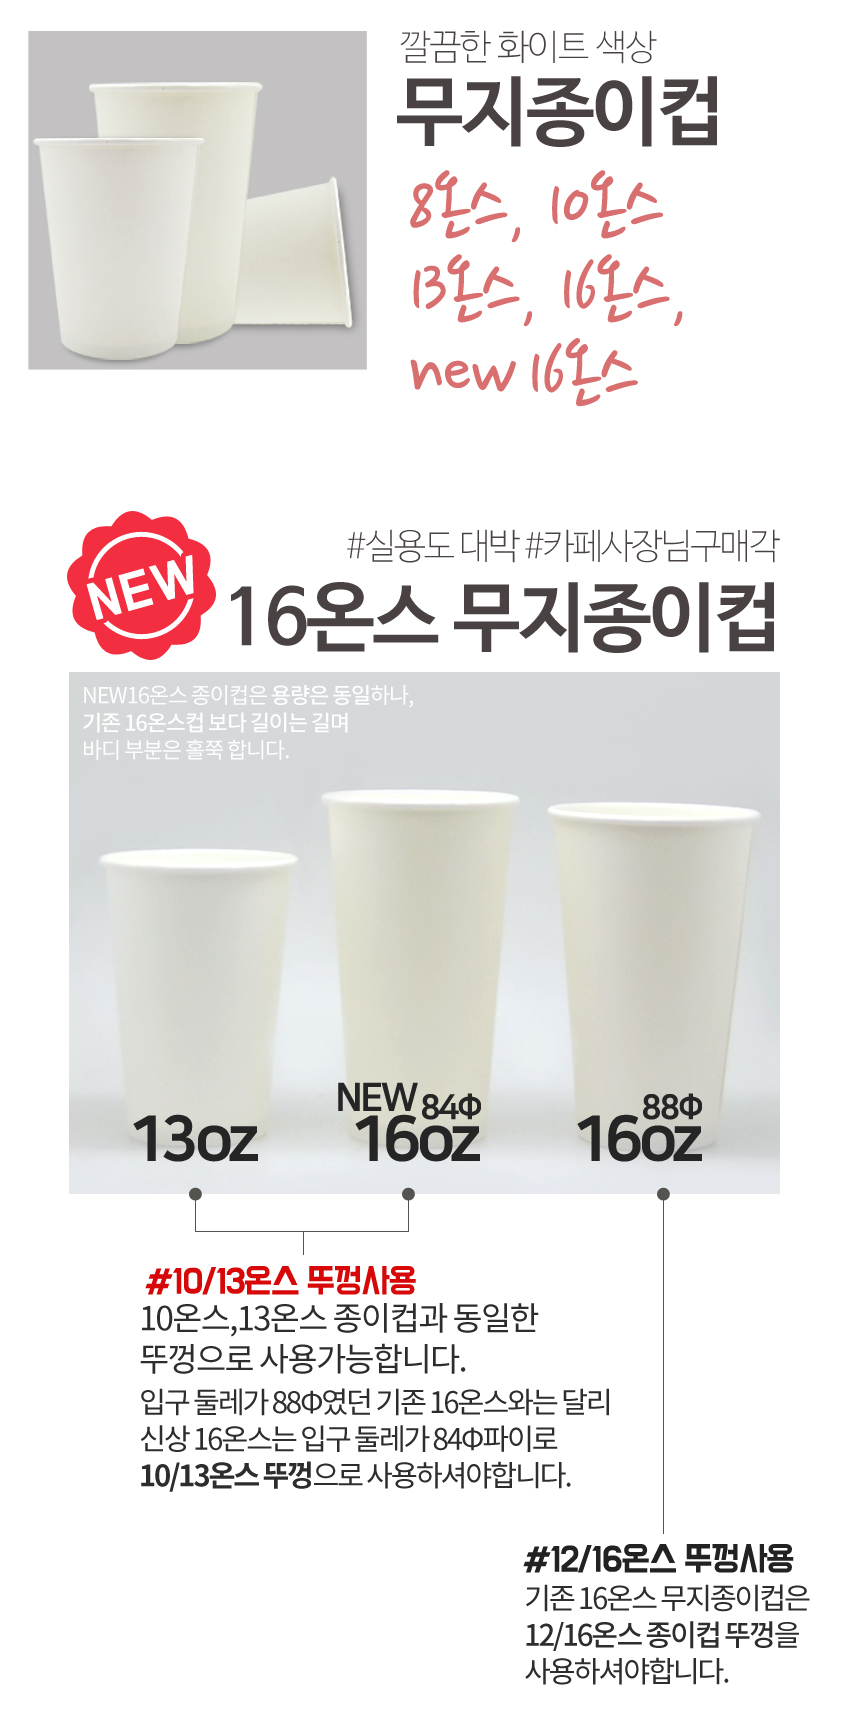 깔끔한 화이트 색상
무지종이컵
8온스, 10온스
13온스, 16온스,
new 16온스
NEW
#실용도 대박 #카페사장님구매각
16온스 무지종이컵
NEW16온스 종이컵은 용량은 동일하나,
기존 16온스컵 보다 길이는 길며
바디 부분은 홀쭉 합니다.
13oz
NEW 84Φ
16oz
88Φ
16oz
#10/13온스 뚜껑사용
10온스,13온스 종이컵과 동일한
뚜껑으로 사용가능합니다.
입구 둘레가 88Φ였던 기존 16온스와는 달리
신상 16온스는 입구 둘레가 84Φ파이로
10/13온스 뚜껑으로 사용하셔야합니다.
#12/16온스 뚜껑사용
기존 16온스 무지종이컵은
12/16온스 종이컵 뚜껑을
사용하셔야합니다.